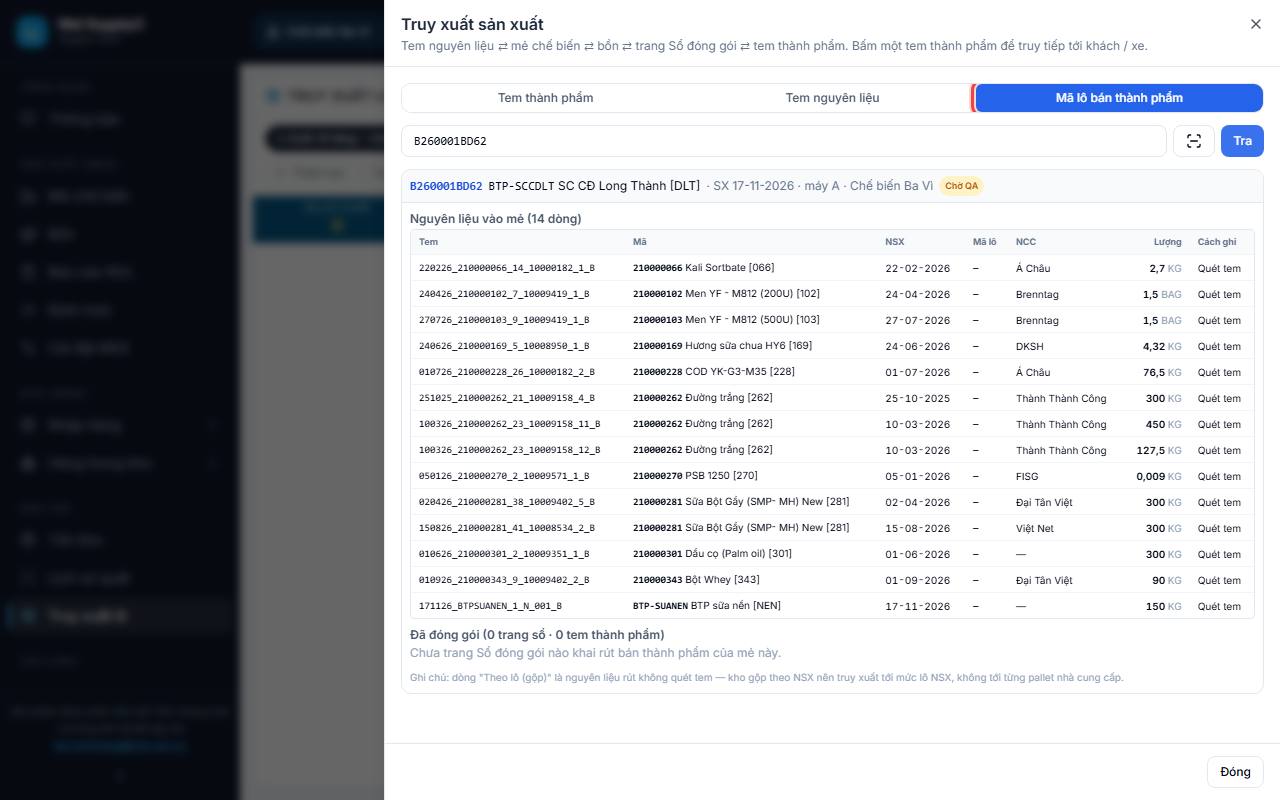 Truy xuất sản xuất
Tem nguyên liệu ⇄ mẻ chế biến ⇄ bồn ⇄ trang Sổ đóng gói ⇄ tem thành phẩm. Bấm một tem thành phẩm để truy tiếp tới khách / xe.
Tem thành phẩm Tem nguyên liệu Mã lô bán thành phẩm
B260001BD62 Tra
B260001BD62 BTP-SCCDLT SC CĐ Long Thành [DLT] · SX 17-11-2026 · máy A · Chế biến Ba Vì Chờ QA
Nguyên liệu vào mẻ (14 dòng)
Tem Mã NSX Mã lô NCC Lượng Cách ghi
220226_210000066_14_10000182_1_B 210000066 Kali Sortbate [066] 22-02-2026 – Á Châu 2,7 KG Quét tem
240426_210000102_7_10009419_1_B 210000102 Men YF - M812 (200U) [102] 24-04-2026 – Brenntag 1,5 BAG Quét tem
270726_210000103_9_10009419_1_B 210000103 Men YF - M812 (500U) [103] 27-07-2026 – Brenntag 1,5 BAG Quét tem
240626_210000169_5_10008950_1_B 210000169 Hương sữa chua HY6 [169] 24-06-2026 – DKSH 4,32 KG Quét tem
010726_210000228_26_10000182_2_B 210000228 COD YK-G3-M35 [228] 01-07-2026 – Á Châu 76,5 KG Quét tem
251025_210000262_21_10009158_4_B 210000262 Đường trắng [262] 25-10-2025 – Thành Thành Công 300 KG Quét tem
100326_210000262_23_10009158_11_B 210000262 Đường trắng [262] 10-03-2026 – Thành Thành Công 450 KG Quét tem
100326_210000262_23_10009158_12_B 210000262 Đường trắng [262] 10-03-2026 – Thành Thành Công 127,5 KG Quét tem
050126_210000270_2_10009571_1_B 210000270 PSB 1250 [270] 05-01-2026 – FISG 0,009 KG Quét tem
020426_210000281_38_10009402_5_B 210000281 Sữa Bột Gầy (SMP- MH) New [281] 02-04-2026 – Đại Tân Việt 300 KG Quét tem
150826_210000281_41_10008534_2_B 210000281 Sữa Bột Gầy (SMP- MH) New [281] 15-08-2026 – Việt Net 300 KG Quét tem
010626_210000301_2_10009351_1_B 210000301 Dầu cọ (Palm oil) [301] 01-06-2026 – — 300 KG Quét tem
010926_210000343_9_10009402_2_B 210000343 Bột Whey [343] 01-09-2026 – Đại Tân Việt 90 KG Quét tem
171126_BTPSUANEN_1_N_001_B BTP-SUANEN BTP sữa nền [NEN] 17-11-2026 – — 150 KG Quét tem
Đã đóng gói (0 trang sổ · 0 tem thành phẩm)
Chưa trang Sổ đóng gói nào khai rút bán thành phẩm của mẻ này.
Ghi chú: dòng "Theo lô (gộp)" là nguyên liệu rút không quét tem — kho gộp theo NSX nên truy xuất tới mức lô NSX, không tới từng pallet nhà cung cấp.
Đóng